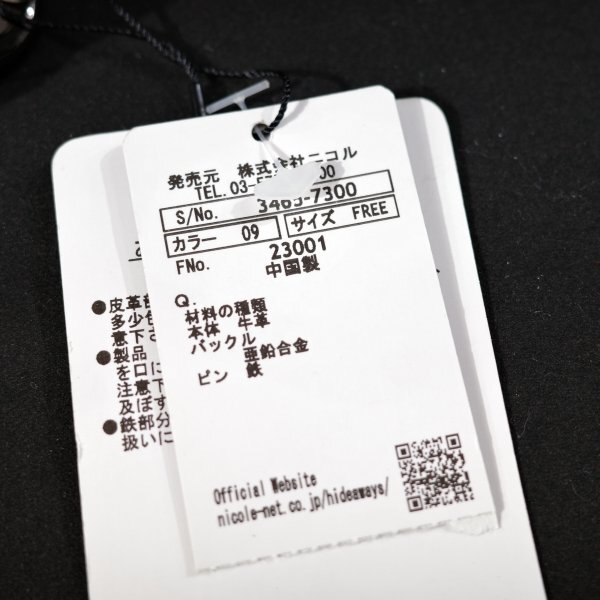 発売元 株式会社ニコル
TEL.03-5 00
S/No. 3465-7300
カラー 09 サイズ FREE
FNo. 23001
中国製
Q.
材料の種類
本体 牛革
バックル
亜鉛合金
ピン 鉄
Official Website
nicole-net.co.jp/hideaways/
●皮革
多少
意下さ
●製品
を口に
注意下
及ぼす
●鉄部分
扱いに